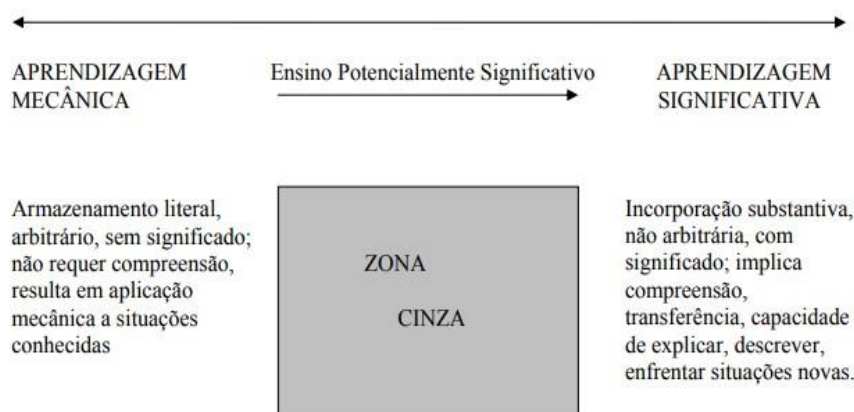 APRENDIZAGEM
MECÂNICA
Ensino Potencialmente Significativo
APRENDIZAGEM
SIGNIFICATIVA
Armazenamento literal,
arbitrário, sem significado;
não requer compreensão,
resulta em aplicação
mecânica a situações
conhecidas
ZONA
CINZA
Incorporação substantiva,
não arbitrária, com
significado; implica
compreensão,
transferência, capacidade
de explicar, descrever,
enfrentar situações novas.